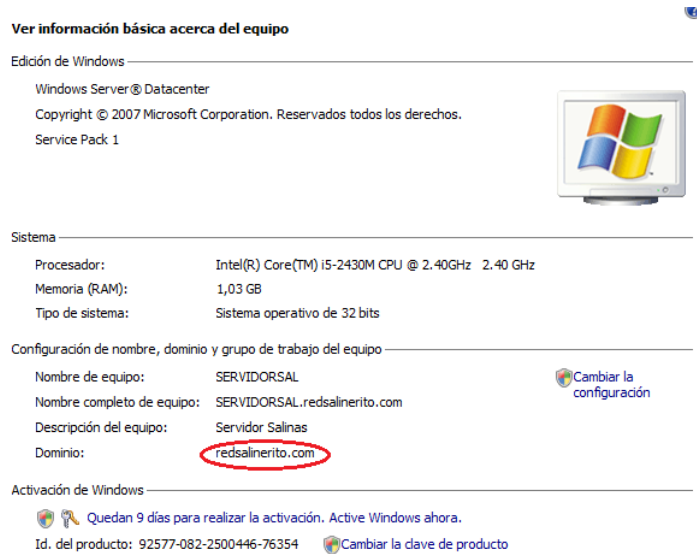 Ver información básica acerca del equipo
Edición de Windows
Windows Server® Datacenter
Copyright © 2007 Microsoft Corporation. Reservados todos los derechos.
Service Pack 1
Sistema
Procesador: Intel(R) Core(TM) i5-2430M CPU @ 2.40GHz 2.40 GHz
Memoria (RAM): 1,03 GB
Tipo de sistema: Sistema operativo de 32 bits
Configuración de nombre, dominio y grupo de trabajo del equipo
Nombre de equipo: SERVIDORSAL
Cambiar la
configuración
Nombre completo de equipo: SERVIDORSAL.redsalinerito.com
Descripción del equipo: Servidor Salinas
Dominio: redsalinerito.com
Activación de Windows
Quedan 9 días para realizar la activación. Active Windows ahora.
Id. del producto: 92577-082-2500446-76354 Cambiar la clave de producto